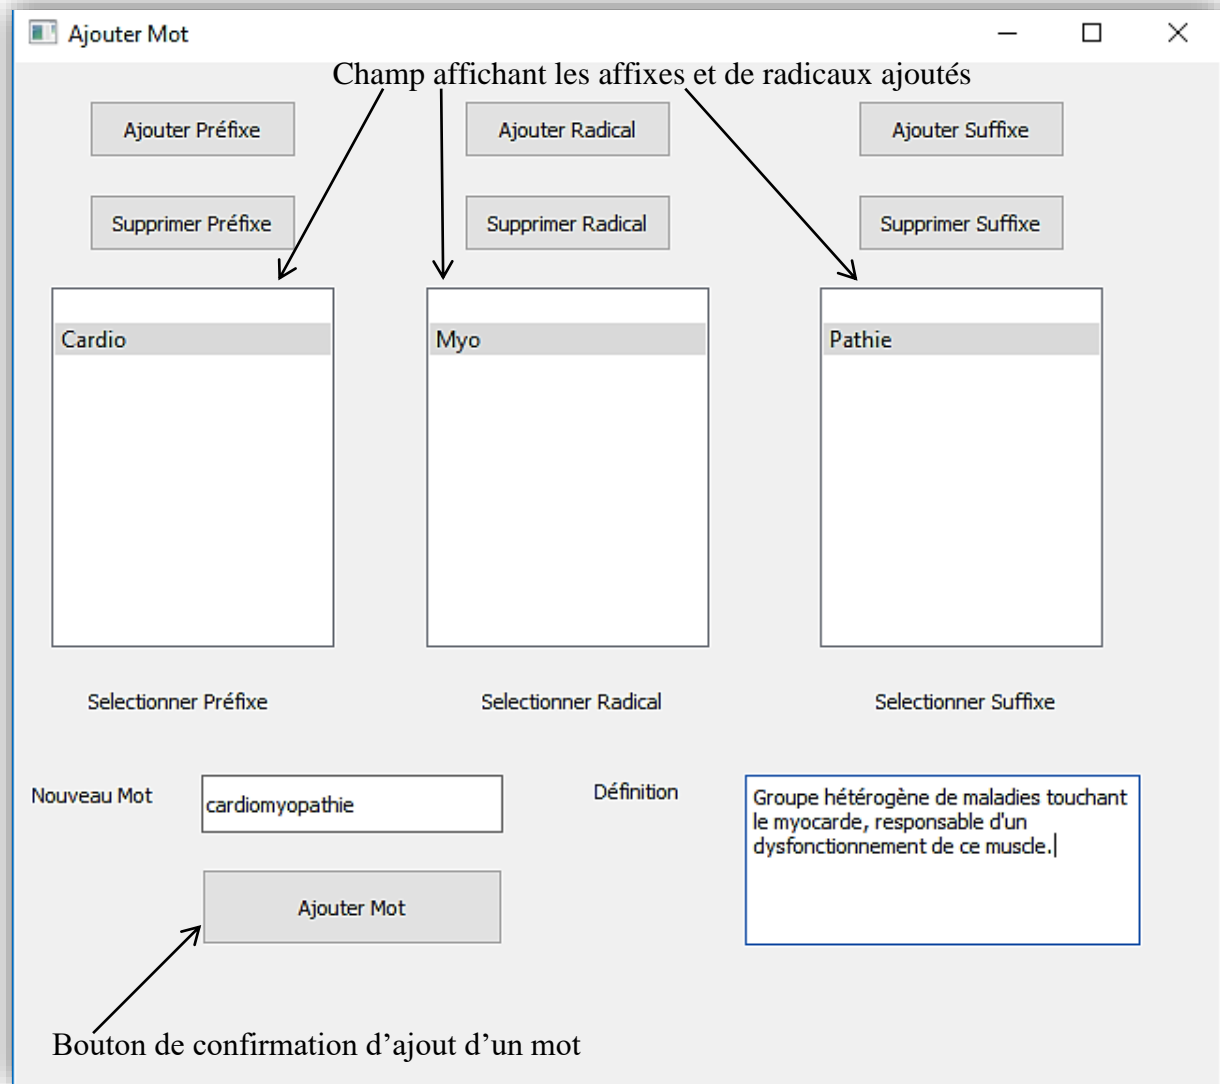 Ajouter Mot
Champ affichant les affixes et de radicaux ajoutés
Ajouter Préfixe
Ajouter Radical
Ajouter Suffixe
Supprimer Préfixe
Supprimer Radical
Supprimer Suffixe
Cardio
Myo
Pathie
Selectionner Préfixe
Selectionner Radical
Selectionner Suffixe
Nouveau Mot
cardiomyopathie
Définition
Groupe hétérogène de maladies touchant
le myocarde, responsable d'un
dysfonctionnement de ce muscle.
Ajouter Mot
Bouton de confirmation d’ajout d’un mot